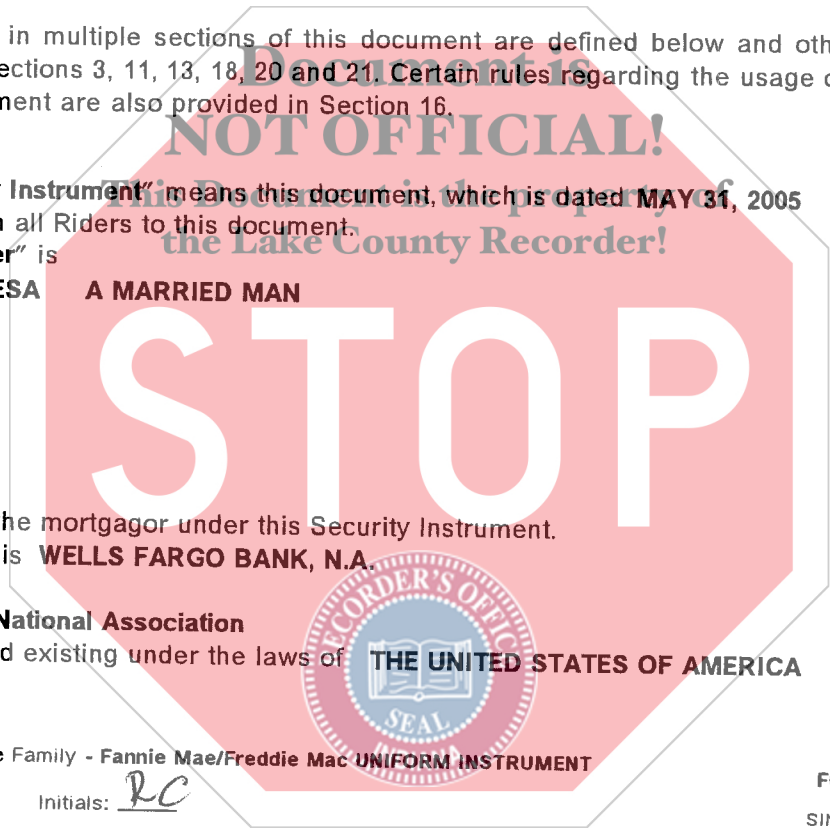 in multiple sections of this document are defined below and oth
ections 3, 11, 13, 18, 20 and 21. Certain rules regarding the usage o
ment are also provided in Section 16.
Document is
NOT OFFICIAL!
This Document is the property of
the Lake County Recorder!
Instrument" means this document, which is dated MAY 31, 2005
all Riders to this document.
er" is
ESA A MARRIED MAN
STOP
he mortgagor under this Security Instrument.
is WELLS FARGO BANK, N.A.
National Association
d existing under the laws of THE UNITED STATES OF AMERICA
RECORDER'S OFFICE
SEAL
INDIANA
e Family - Fannie Mae/Freddie Mac UNIFORM INSTRUMENT
Initials: RC
F
SIN